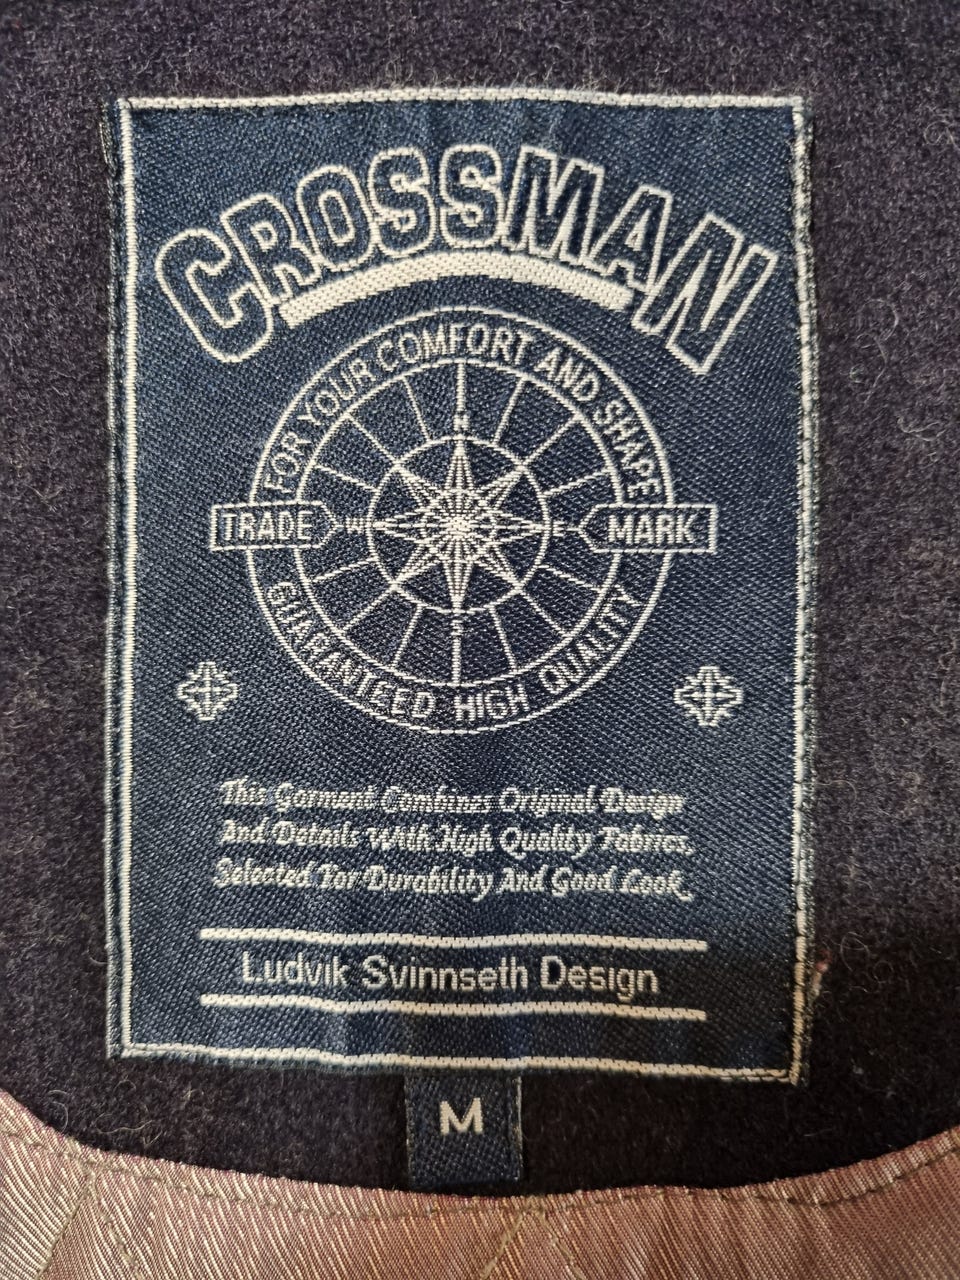 CROSSMAN
FOR YOUR COMFORT AND SHAPE
N
TRADE W E MARK
S
GUARANTEED HIGH QUALITY
This Garment Combines Original Design
And Details With High Quality Fabrics.
Selected For Durability And Good Look.
Ludvik Svinnseth Design
M